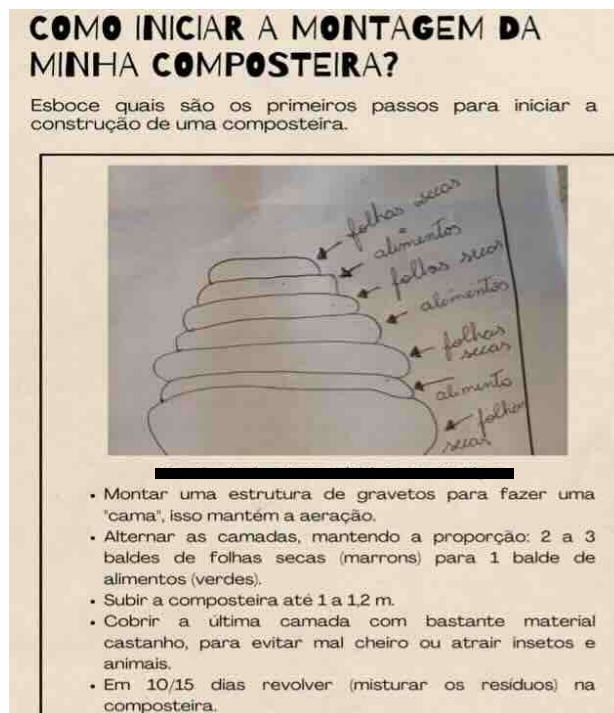 COMO INICIAR A MONTAGEM DA
MINHA COMPOSTEIRA?
Esboce quais são os primeiros passos para iniciar a
construção de uma composteira.
folhas secas
alimentos
folhas secas
alimentos
folhas
secas
alimento
folhas
secas
• Montar uma estrutura de gravetos para fazer uma
"cama", isso mantém a aeração.
• Alternar as camadas, mantendo a proporção: 2 a 3
baldes de folhas secas (marrons) para 1 balde de
alimentos (verdes).
• Subir a composteira até 1 a 1,2 m.
• Cobrir a última camada com bastante material
castanho, para evitar mal cheiro ou atrair insetos e
animais.
• Em 10/15 dias revolver (misturar os resíduos) na
composteira.